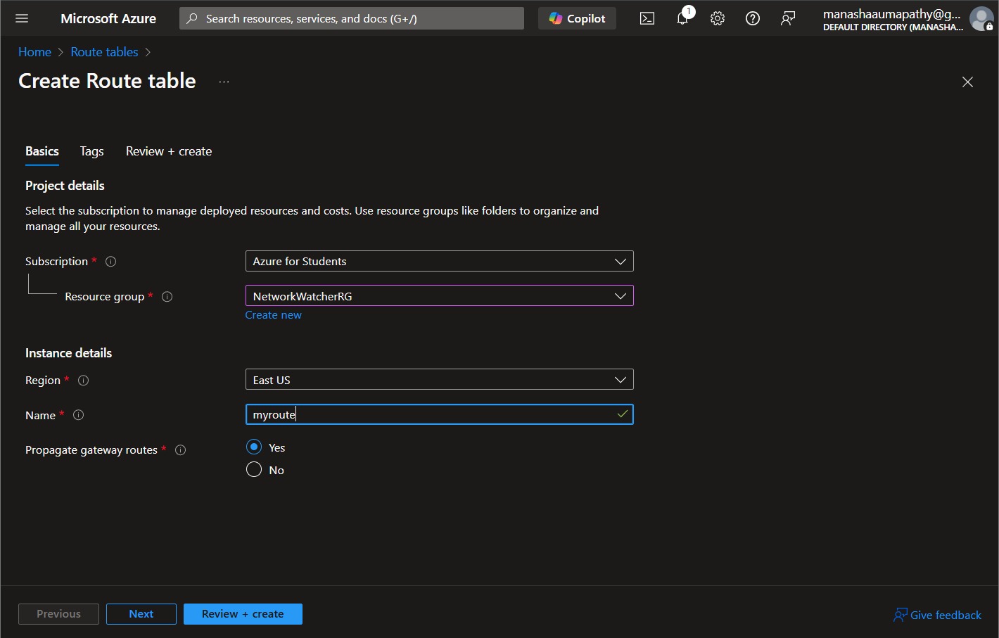 Microsoft Azure
Search resources, services, and docs (G+/)
Copilot
1
manashaaumapathy@g...
DEFAULT DIRECTORY (MANASHA...
Home > Route tables >
Create Route table ...
Basics Tags Review + create
Project details
Select the subscription to manage deployed resources and costs. Use resource groups like folders to organize and
manage all your resources.
Subscription *
Azure for Students
Resource group *
NetworkWatcherRG
Create new
Instance details
Region *
East US
Name *
myroute
Propagate gateway routes *
Yes
No
Previous
Next
Review + create
Give feedback